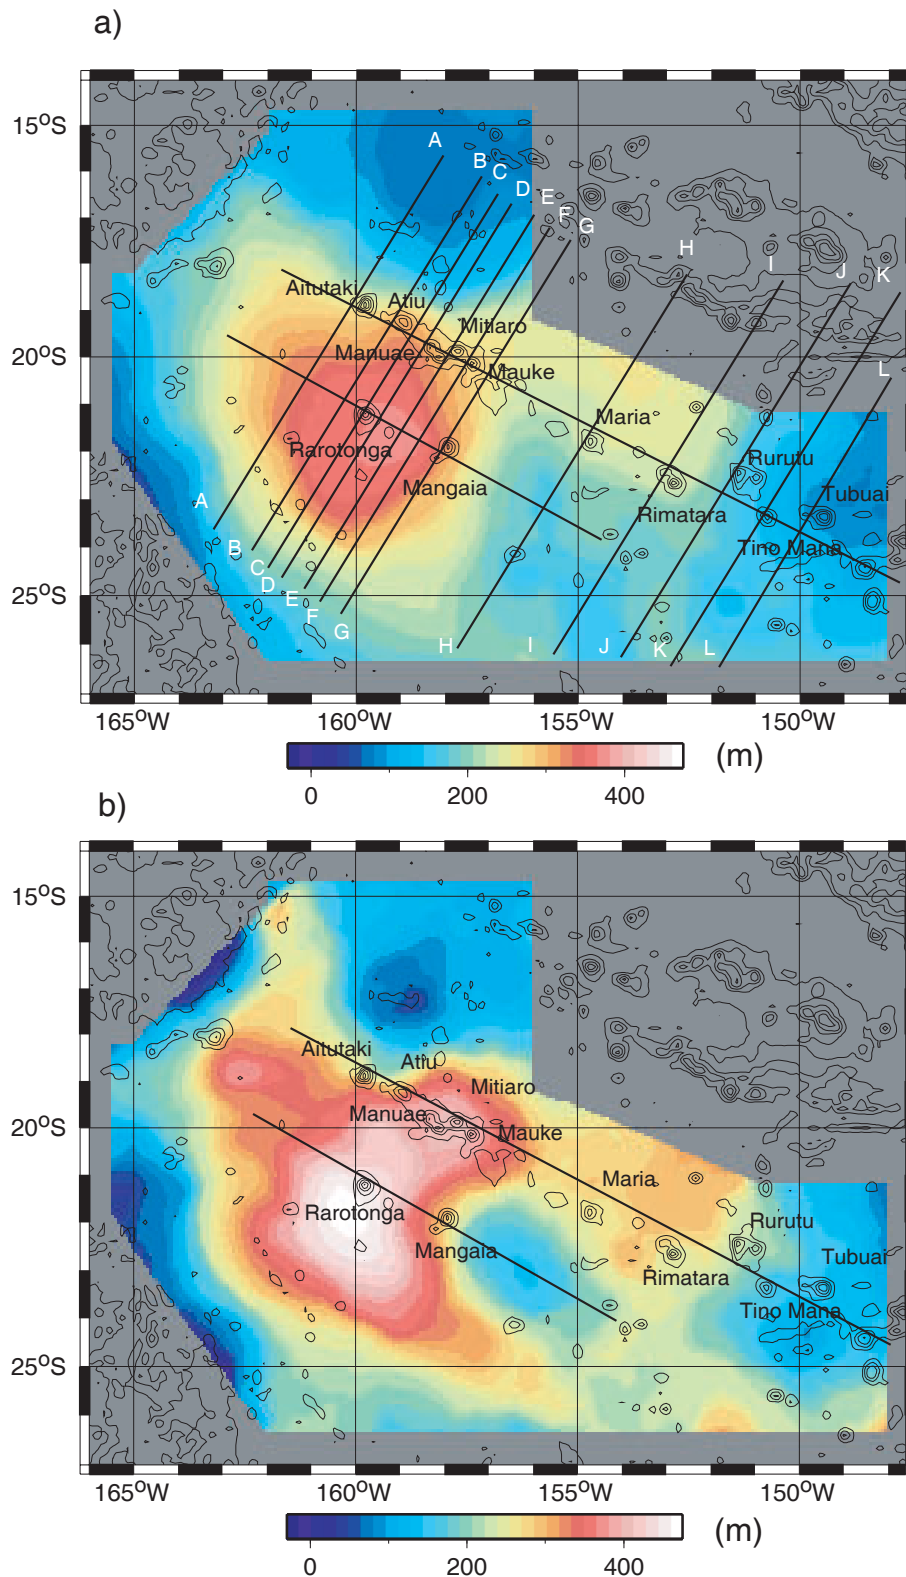 a)
15°S
20°S
25°S
A
B
C
D
E
F
G
H
I
J
K
L
Aitutaki
Atiu
Mitiaro
Manuae
Mauke
Maria
Rarotonga
Mangaia
Rurutu
Rimatara
Tubuai
Tino Mana
A
B
C
D
E
F
G
H
I
J
K
L
165°W
160°W
155°W
150°W
(m)
0
200
400
b)
15°S
20°S
25°S
Aitutaki
Atiu
Mitiaro
Manuae
Mauke
Maria
Rarotonga
Mangaia
Rurutu
Rimatara
Tubuai
Tino Mana
165°W
160°W
155°W
150°W
(m)
0
200
400